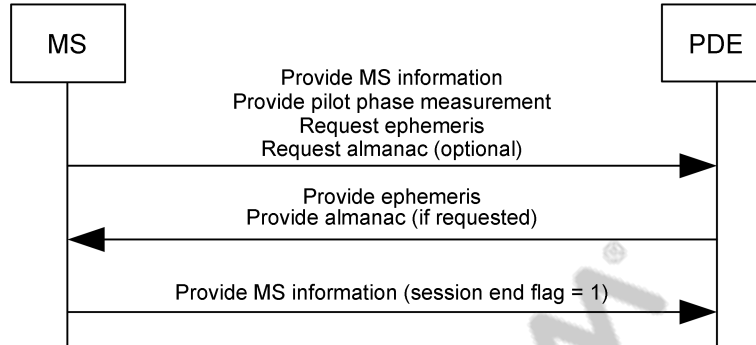 MS
PDE
Provide MS information
Provide pilot phase measurement
Request ephemeris
Request almanac (optional)
Provide ephemeris
Provide almanac (if requested)
Provide MS information (session end flag = 1)